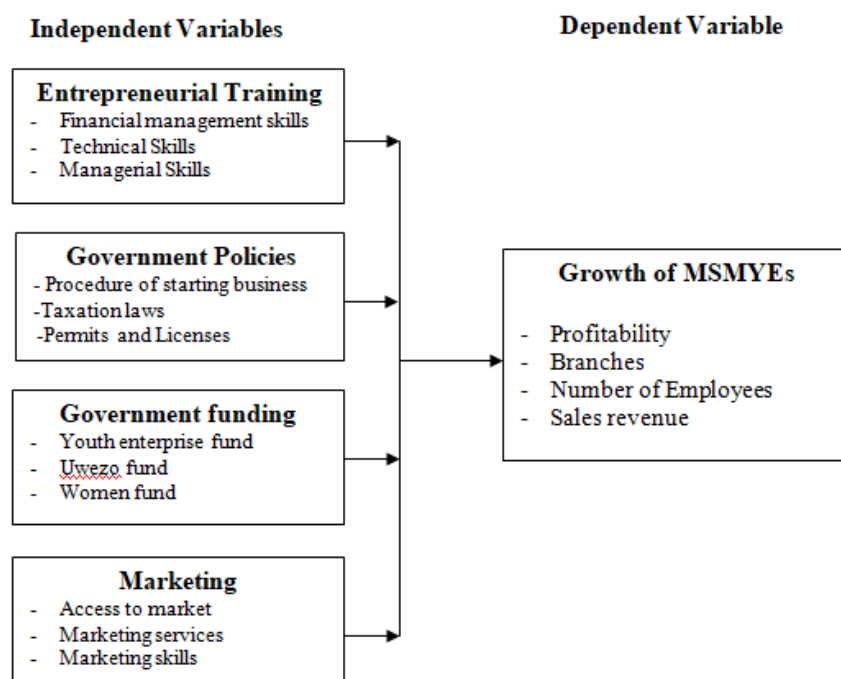 Independent Variables
Dependent Variable
Entrepreneurial Training
- Financial management skills
- Technical Skills
- Managerial Skills
Government Policies
- Procedure of starting business
-Taxation laws
-Permits and Licenses
Government funding
- Youth enterprise fund
- Uwezo fund
- Women fund
Marketing
- Access to market
- Marketing services
- Marketing skills
Growth of MSMYEs
- Profitability
- Branches
- Number of Employees
- Sales revenue